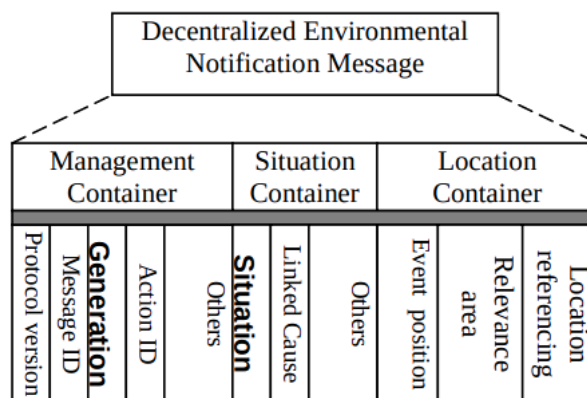 Decentralized Environmental
Notification Message
Management
Container
Situation
Container
Location
Container
Protocol version
Message ID
Generation
Action ID
Others
Situation
Linked Cause
Others
Event position
Relevance
area
Location
referencing